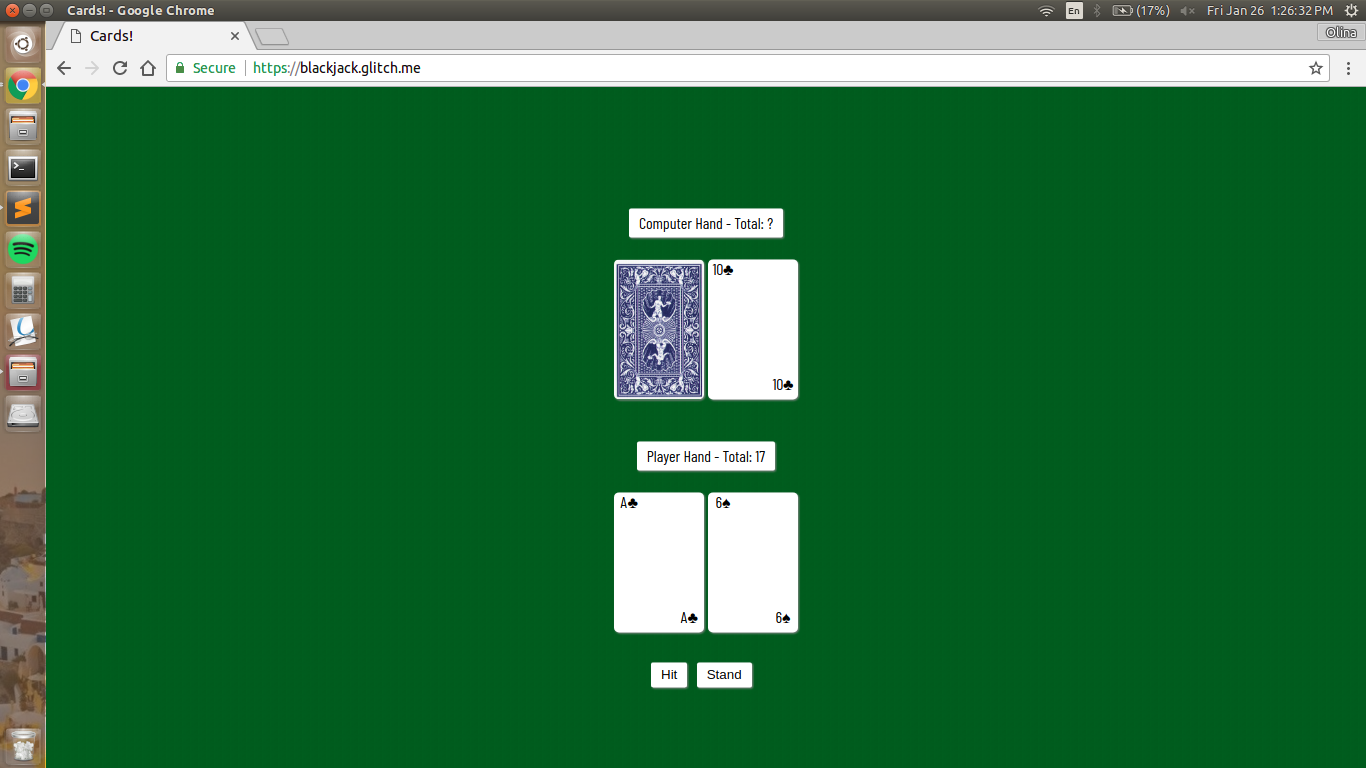 Cards! - Google Chrome
En (17%) Fri Jan 26 1:26:32 PM
Cards!
Olina
Secure https://blackjack.glitch.me
Computer Hand - Total: ?
10♣
10♣
Player Hand - Total: 17
A♣ 6♠
A♣ 6♠
Hit Stand